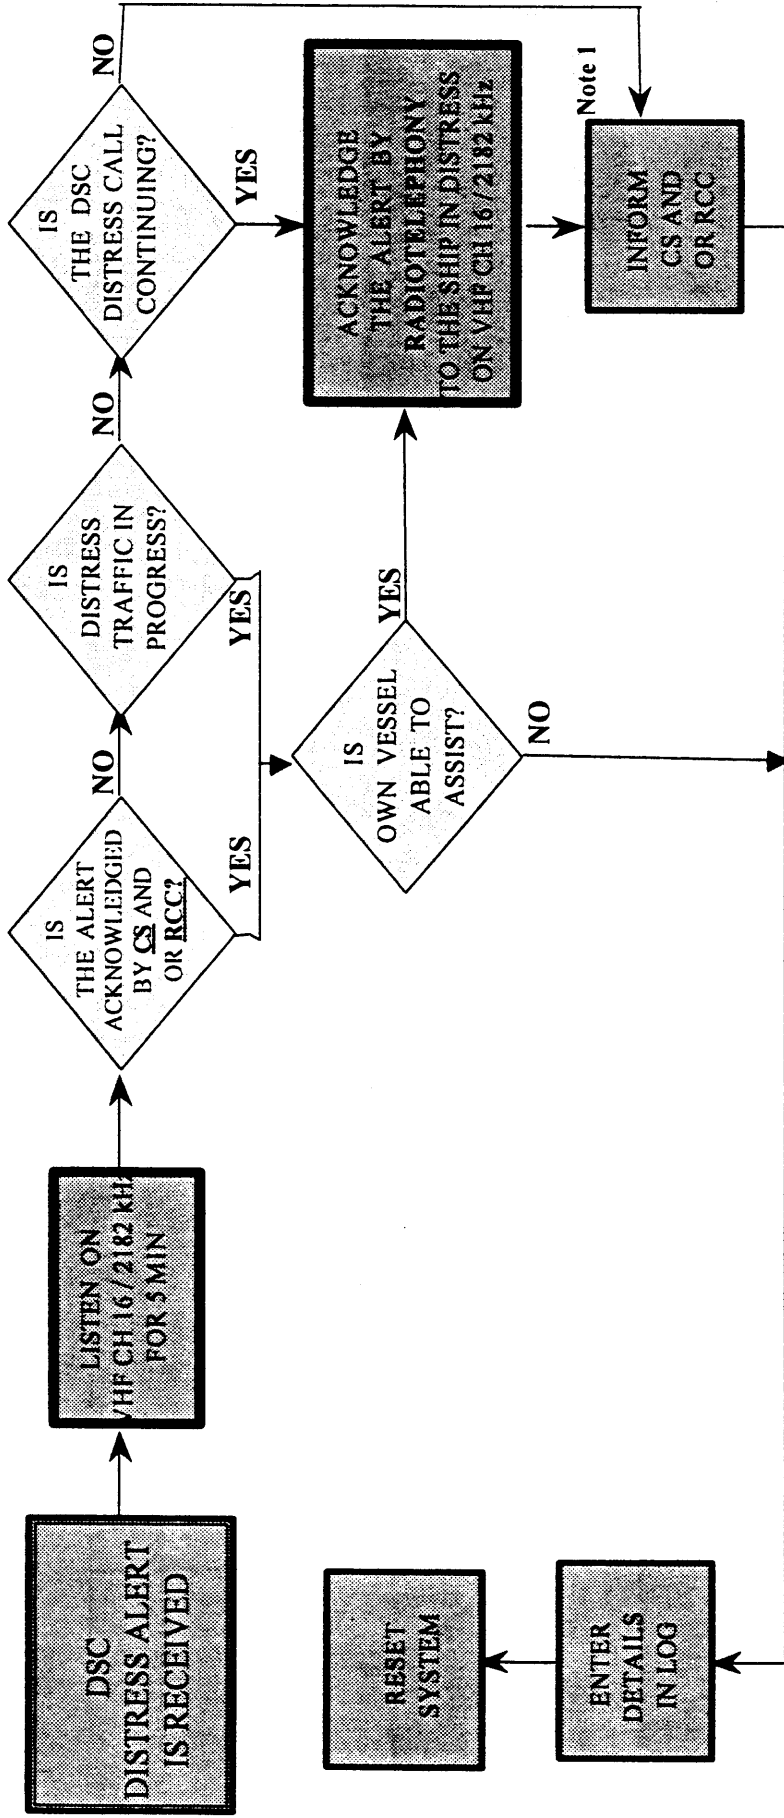 DSC
DISTRESS ALERT
IS RECEIVED
LISTEN ON
VHF CH 16 / 2182 kHz
FOR 5 MIN
IS
THE ALERT
ACKNOWLEDGED
BY CS AND
OR RCC?
NO
YES
IS
DISTRESS
TRAFFIC IN
PROGRESS?
NO
YES
IS
THE DSC
DISTRESS CALL
CONTINUING?
NO
YES
IS
OWN VESSEL
ABLE TO
ASSIST?
YES
NO
ACKNOWLEDGE
THE ALERT BY
RADIOTELEPHONY
TO THE SHIP IN DISTRESS
ON VHF CH 16 / 2182 kHz
Note 1
INFORM
CS AND
OR RCC
ENTER
DETAILS
IN LOG
RESET
SYSTEM